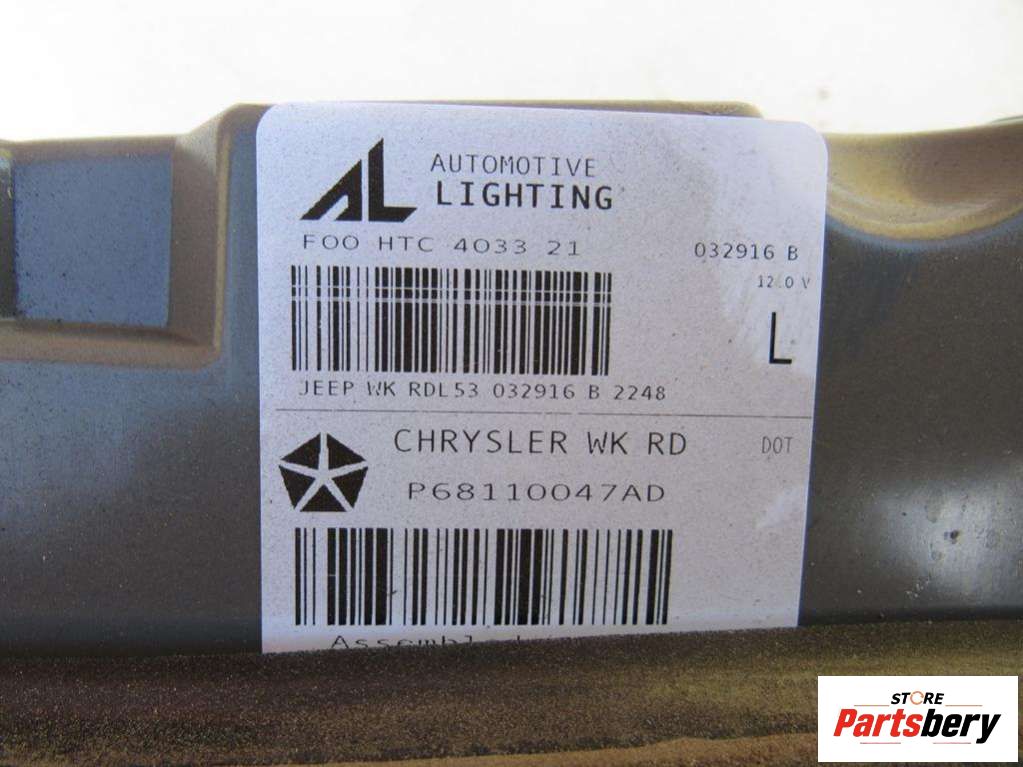 AL
AUTOMOTIVE
LIGHTING
F00 HTC 4033 21
032916 B
12.0 V
L
JEEP WK RDL53 032916 B 2248
CHRYSLER WK RD
DOT
P68110047AD
STORE
Partsbery